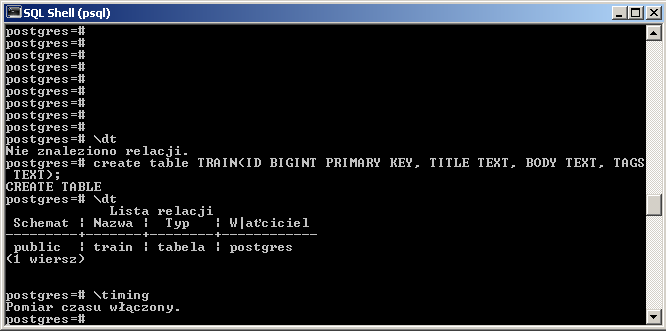 SQL Shell (psql)
postgres=#
postgres=#
postgres=#
postgres=#
postgres=#
postgres=#
postgres=#
postgres=#
postgres=#
postgres=# \dt
Nie znaleziono relacji.
postgres=# create table TRAIN(ID BIGINT PRIMARY KEY, TITLE TEXT, BODY TEXT, TAGS
 TEXT);
CREATE TABLE
postgres=# \dt
Lista relacji
Schemat | Nazwa | Typ | W|aťciciel
---------+-------+--------+------------
public | train | tabela | postgres
(1 wiersz)
postgres=# \timing
Pomiar czasu włączony.
postgres=#